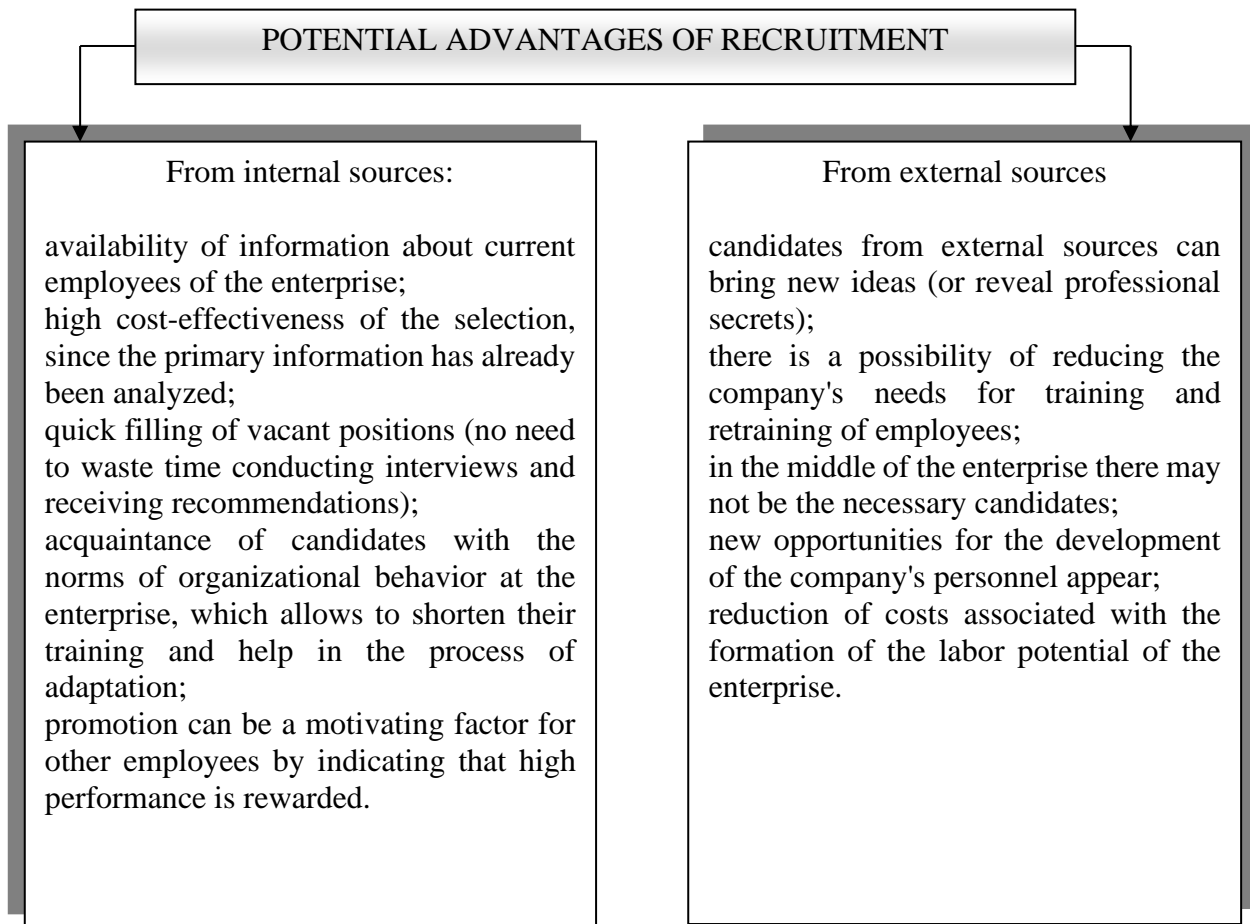 POTENTIAL ADVANTAGES OF RECRUITMENT
From internal sources:
availability of information about current
employees of the enterprise;
high cost-effectiveness of the selection,
since the primary information has already
been analyzed;
quick filling of vacant positions (no need
to waste time conducting interviews and
receiving recommendations);
acquaintance of candidates with the
norms of organizational behavior at the
enterprise, which allows to shorten their
training and help in the process of
adaptation;
promotion can be a motivating factor for
other employees by indicating that high
performance is rewarded.
From external sources
candidates from external sources can
bring new ideas (or reveal professional
secrets);
there is a possibility of reducing the
company's needs for training and
retraining of employees;
in the middle of the enterprise there may
not be the necessary candidates;
new opportunities for the development
of the company's personnel appear;
reduction of costs associated with the
formation of the labor potential of the
enterprise.